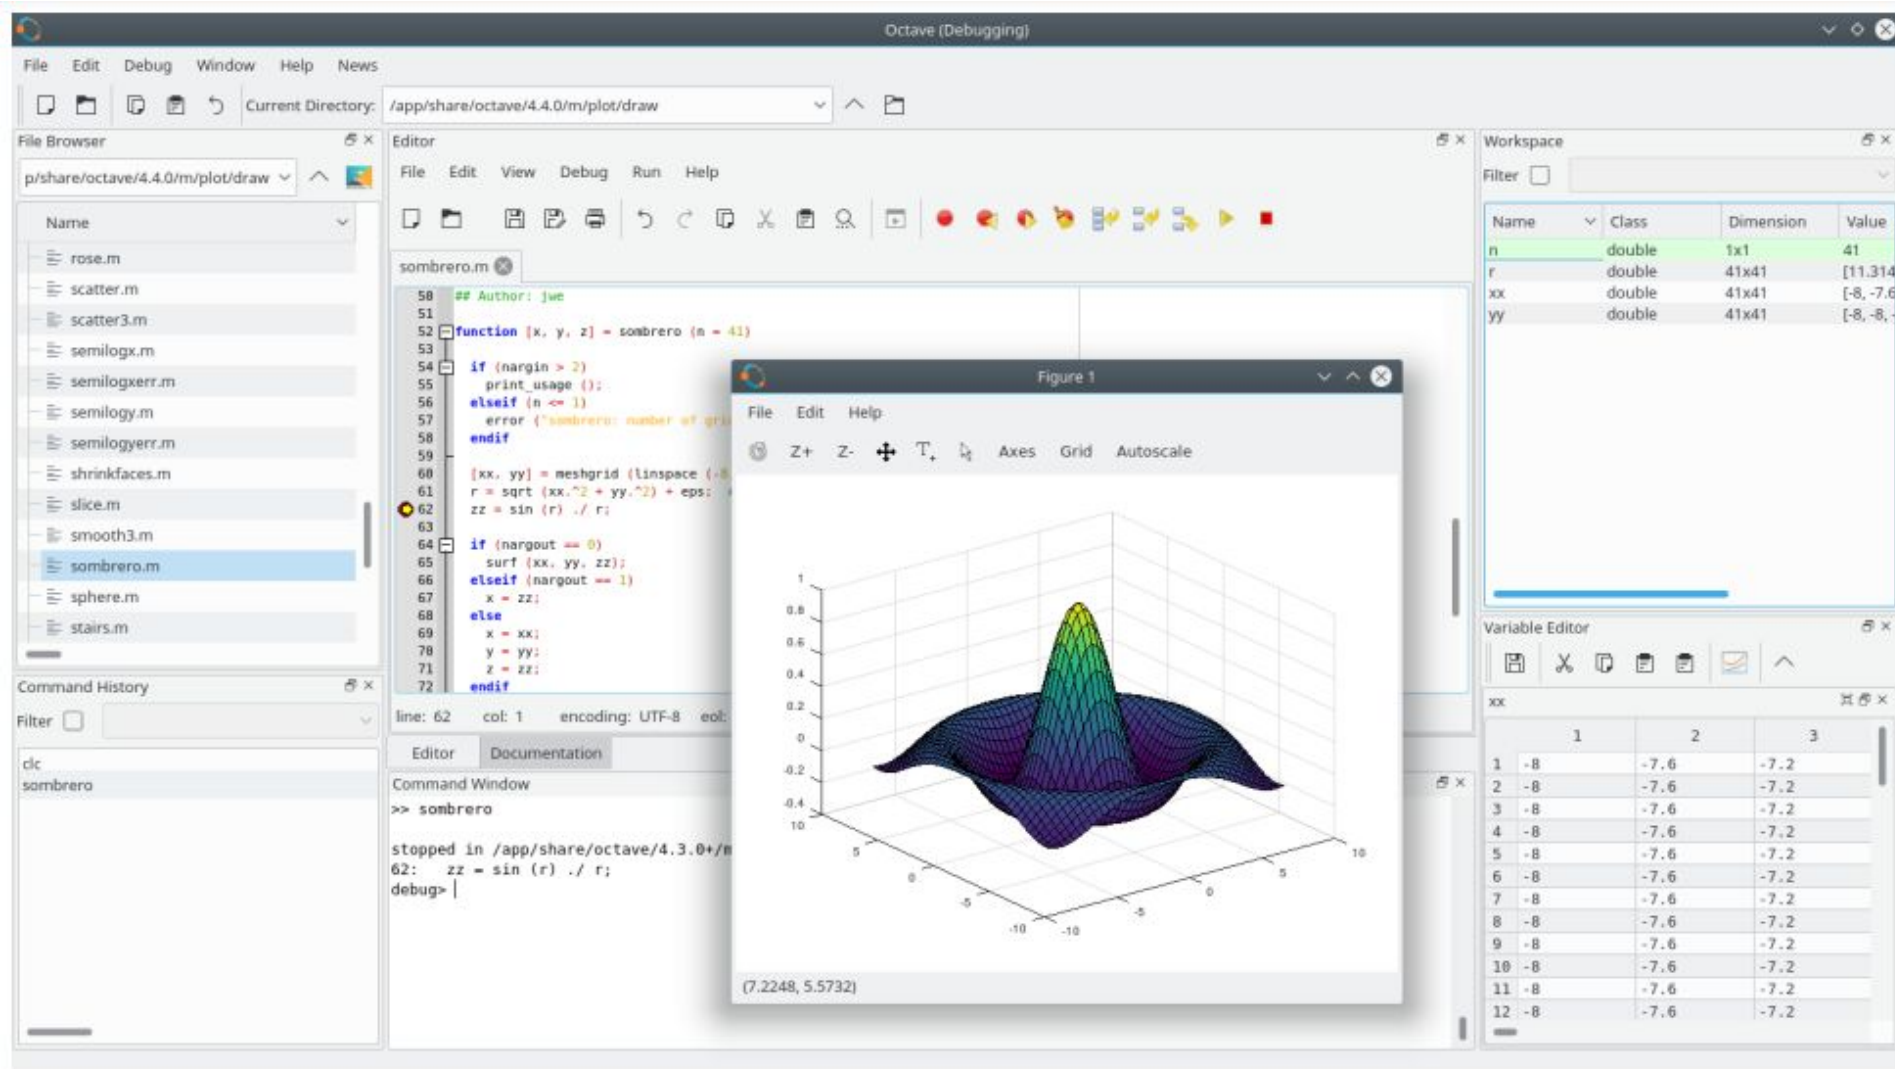 Octave (Debugging)
File Edit Debug Window Help News
Current Directory: /app/share/octave/4.4.0/m/plot/draw
File Browser
p/share/octave/4.4.0/m/plot/draw
Name
rose.m
scatter.m
scatter3.m
semilogx.m
semilogxerr.m
semilogy.m
semilogyerr.m
shrinkfaces.m
slice.m
smooth3.m
sombrero.m
sphere.m
stairs.m
Command History
Filter
clc
sombrero
Editor
File Edit View Debug Run Help
sombrero.m
50 ## Author: jwe
51
52 function [x, y, z] = sombrero (n = 41)
53
54 if (nargin > 2)
55 print_usage ();
56 elseif (n <= 1)
57 error ("sombrero: number of gri
58 endif
59
60 [xx, yy] = meshgrid (linspace (-8
61 r = sqrt (xx.^2 + yy.^2) + eps;
62 zz = sin (r) ./ r;
63
64 if (nargout == 0)
65 surf (xx, yy, zz);
66 elseif (nargout == 1)
67 x = zz;
68 else
69 x = xx;
70 y = yy;
71 z = zz;
72 endif
line: 62 col: 1 encoding: UTF-8 eol:
Editor Documentation
Command Window
>> sombrero
stopped in /app/share/octave/4.3.0+/m
62: zz = sin (r) ./ r;
debug>
Figure 1
File Edit Help
Z+ Z- T+ Axes Grid Autoscale
1
0.8
0.6
0.4
0.2
0
-0.2
-0.4
10
5
0
-5
-10
-10
-5
0
5
10
(7.2248, 5.5732)
Workspace
Filter
Name Class Dimension Value
n double 1x1 41
r double 41x41 [11.314
xx double 41x41 [-8, -7.6
yy double 41x41 [-8, -8, -
Variable Editor
xx
1 2 3
1 -8 -7.6 -7.2
2 -8 -7.6 -7.2
3 -8 -7.6 -7.2
4 -8 -7.6 -7.2
5 -8 -7.6 -7.2
6 -8 -7.6 -7.2
7 -8 -7.6 -7.2
8 -8 -7.6 -7.2
9 -8 -7.6 -7.2
10 -8 -7.6 -7.2
11 -8 -7.6 -7.2
12 -8 -7.6 -7.2